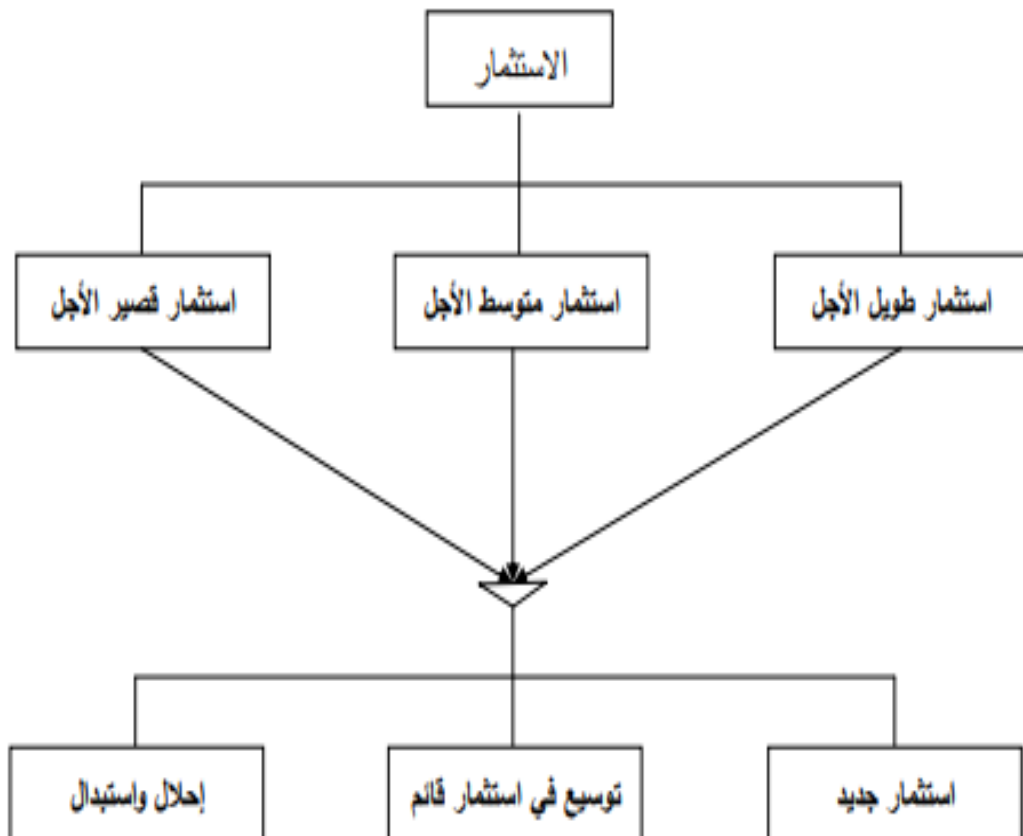 الاستثمار
استثمار طويل الأجل
استثمار متوسط الأجل
استثمار قصير الأجل
استثمار جديد
توسيع في استثمار قائم
إحلال واستبدال